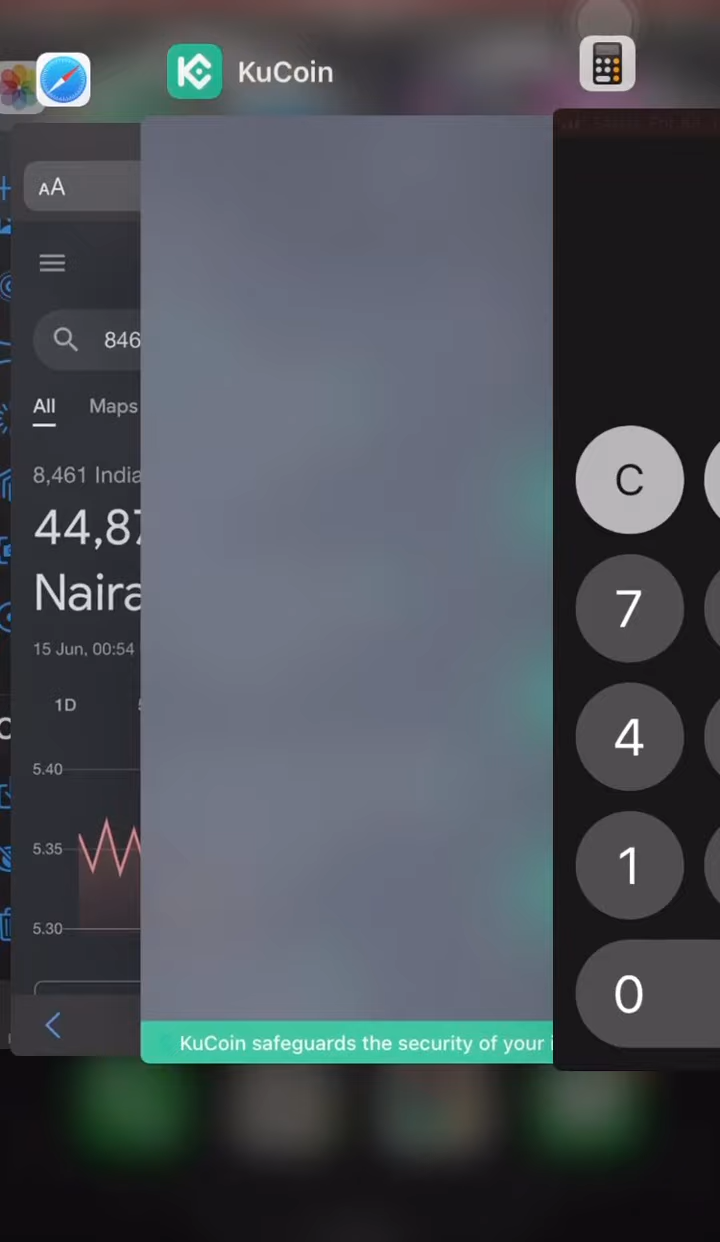 KuCoin
AA
846
All Maps
8,461 India
44,87
Naira
15 Jun, 00:54
1D
5.40
5.35
5.30
KuCoin safeguards the security of your i
C
7
4
1
0